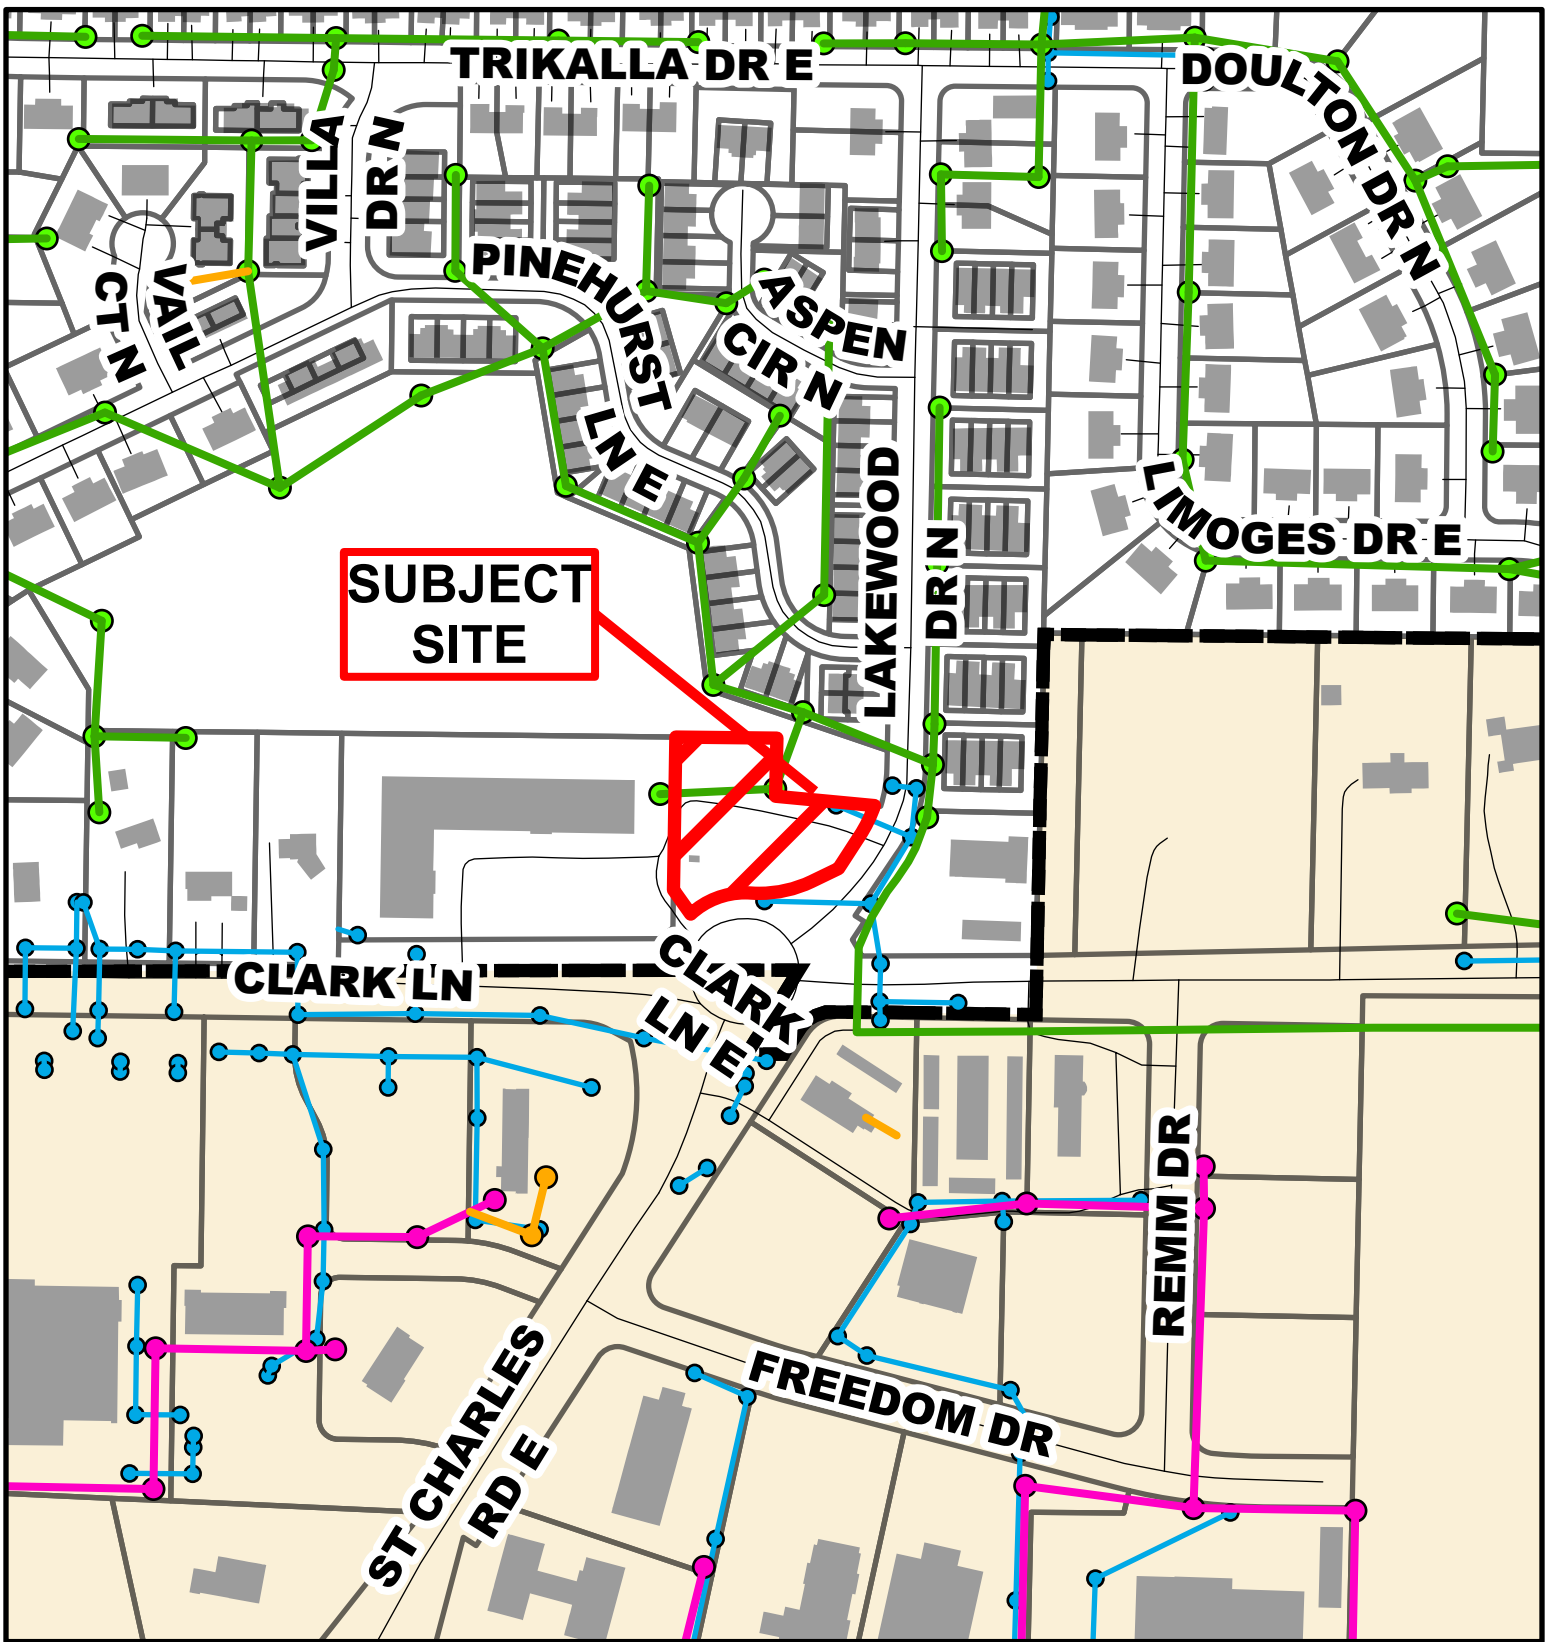 TRIKALLA DR E
DOULTON DR N
VILLA
DR N
PINEHURST
LN E
VAIL
CT N
ASPEN
CIR N
LAKEWOOD
DR N
LIMOGES DR E
SUBJECT
SITE
CLARK LN
CLARK
LN E
REMM DR
ST CHARLES
RD E
FREEDOM DR